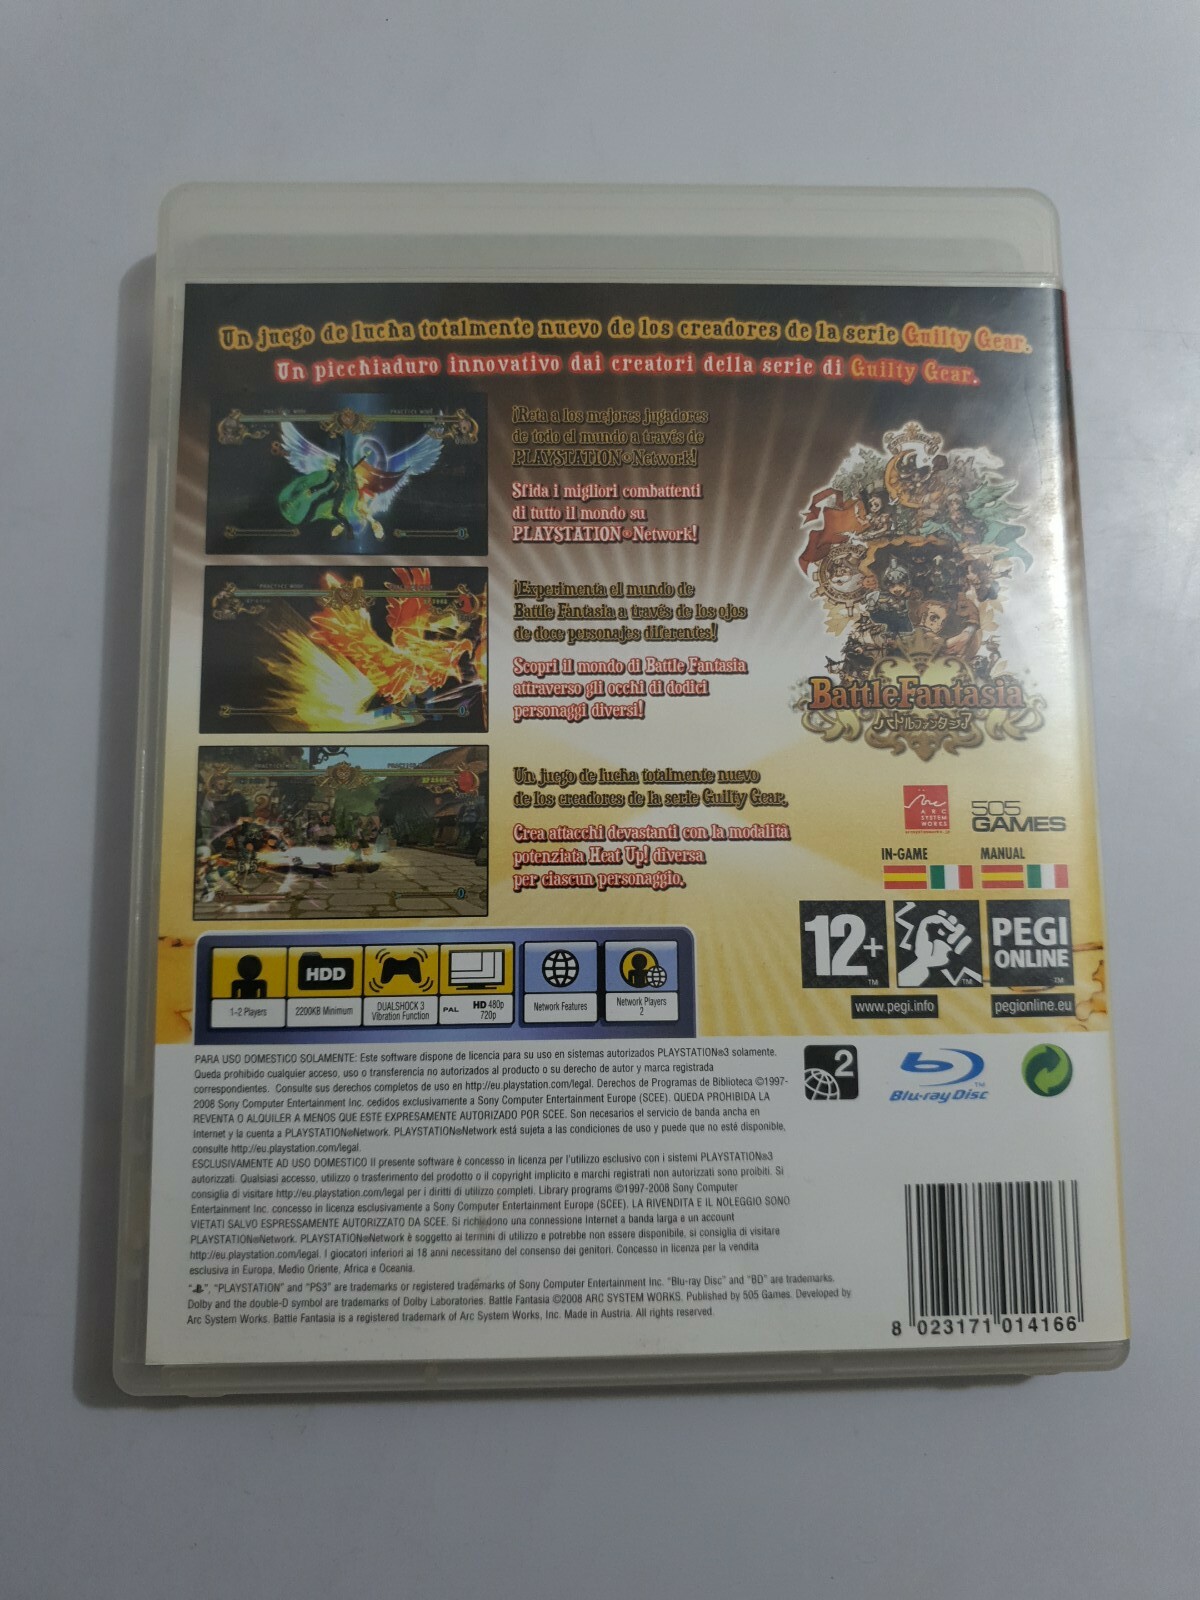 Un juego de lucha totalmente nuevo de los creadores de la serie Guilty Gear.
Un picchiaduro innovativo dai creatori della serie di Guilty Gear.
¡Reta a los mejores jugadores
de todo el mundo a través de
PLAYSTATION®Network!
Sfida i migliori combattenti
di tutto il mondo su
PLAYSTATION®Network!
¡Experimenta el mundo de
Battle Fantasia a través de los ojos
de doce personajes diferentes!
Scopri il mondo di Battle Fantasia
attraverso gli occhi di dodici
personaggi diversi!
Un juego de lucha totalmente nuevo
de los creadores de la serie Guilty Gear.
Crea attacchi devastanti con la modalità
potenziata Heat Up! diversa
per ciascun personaggio.
BattleFantasia
バトルファンタジア
ARC
SYSTEM
WORKS
505
GAMES
IN-GAME MANUAL
12+
PEGI
ONLINE
www.pegi.info
pegionline.eu
1-2 Players
HDD
2200KB Minimum
DUALSHOCK 3
Vibration Function
PAL HD 480p
720p
Network Features
Network Players
2
2
Blu-ray Disc
PARA USO DOMESTICO SOLAMENTE: Este software dispone de licencia para su uso en sistemas autorizados PLAYSTATION®3 solamente.
Queda prohibido cualquier acceso, uso o transferencia no autorizados al producto o su derecho de autor y marca registrada
correspondientes. Consulte sus derechos completos de uso en http://eu.playstation.com/legal. Derechos de Programas de Biblioteca ©1997-
2008 Sony Computer Entertainment Inc. cedidos exclusivamente a Sony Computer Entertainment Europe (SCEE). QUEDA PROHIBIDA LA
REVENTA O ALQUILER A MENOS QUE ESTE EXPRESAMENTE AUTORIZADO POR SCEE. Son necesarios el servicio de banda ancha en
Internet y la cuenta a PLAYSTATION®Network. PLAYSTATION®Network está sujeta a las condiciones de uso y puede que no esté disponible,
consulte http://eu.playstation.com/legal.
ESCLUSIVAMENTE AD USO DOMESTICO Il presente software è concesso in licenza per l'utilizzo esclusivo con i sistemi PLAYSTATION®3
autorizzati. Qualsiasi accesso, utilizzo o trasferimento del prodotto o il copyright implicito e marchi registrati non autorizzati sono proibiti. Si
consiglia di visitare http://eu.playstation.com/legal per i diritti di utilizzo completi. Library programs ©1997-2008 Sony Computer
Entertainment Inc. concesso in licenza esclusivamente a Sony Computer Entertainment Europe (SCEE). LA RIVENDITA E IL NOLEGGIO SONO
VIETATI SALVO ESPRESSAMENTE AUTORIZZATO DA SCEE. Si richiedono una connessione Internet a banda larga e un account
PLAYSTATION®Network. PLAYSTATION®Network è soggetto ai termini di utilizzo e potrebbe non essere disponibile, si consiglia di visitare
http://eu.playstation.com/legal. I giocatori inferiori ai 18 anni necessitano del consenso dei genitori. Concesso in licenza per la vendita
esclusiva in Europa, Medio Oriente, Africa e Oceania.
"", "PLAYSTATION" and "PS3" are trademarks or registered trademarks of Sony Computer Entertainment Inc. "Blu-ray Disc" and "BD" are trademarks.
Dolby and the double-D symbol are trademarks of Dolby Laboratories. Battle Fantasia ©2008 ARC SYSTEM WORKS. Published by 505 Games. Developed by
Arc System Works. Battle Fantasia is a registered trademark of Arc System Works, Inc. Made in Austria. All rights reserved.
8 023171 014166